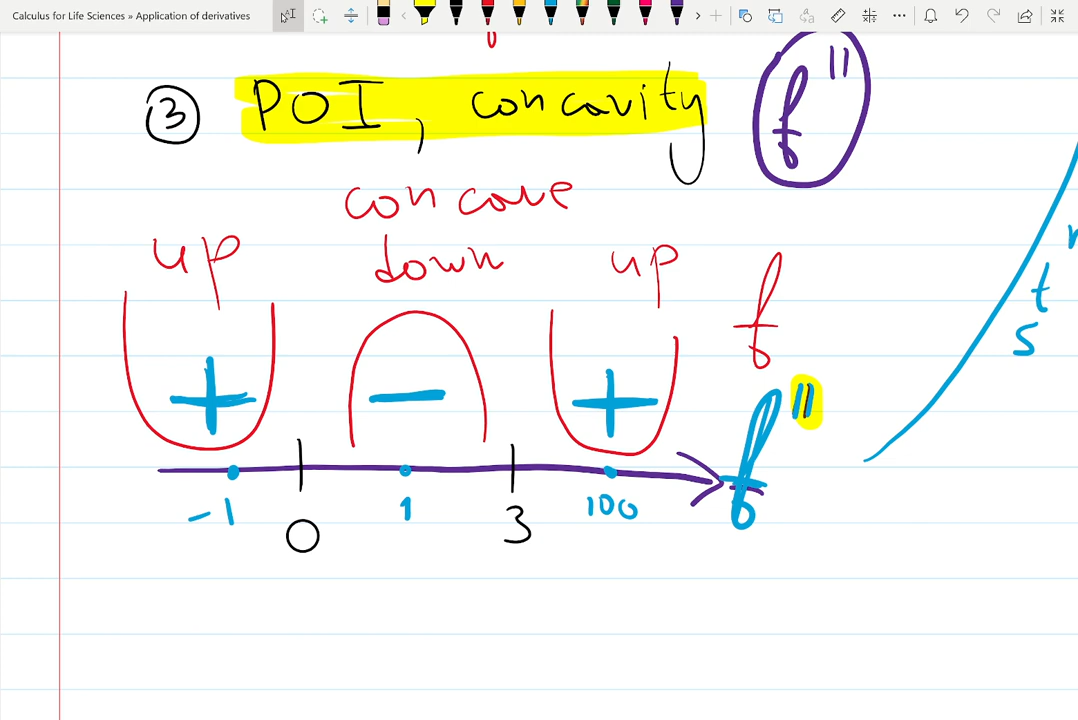 Calculus for Life Sciences » Application of derivatives
③ POI, concavity f"
concave
up down up
f
+ − + f"
-1 0 1 3 100
t
s